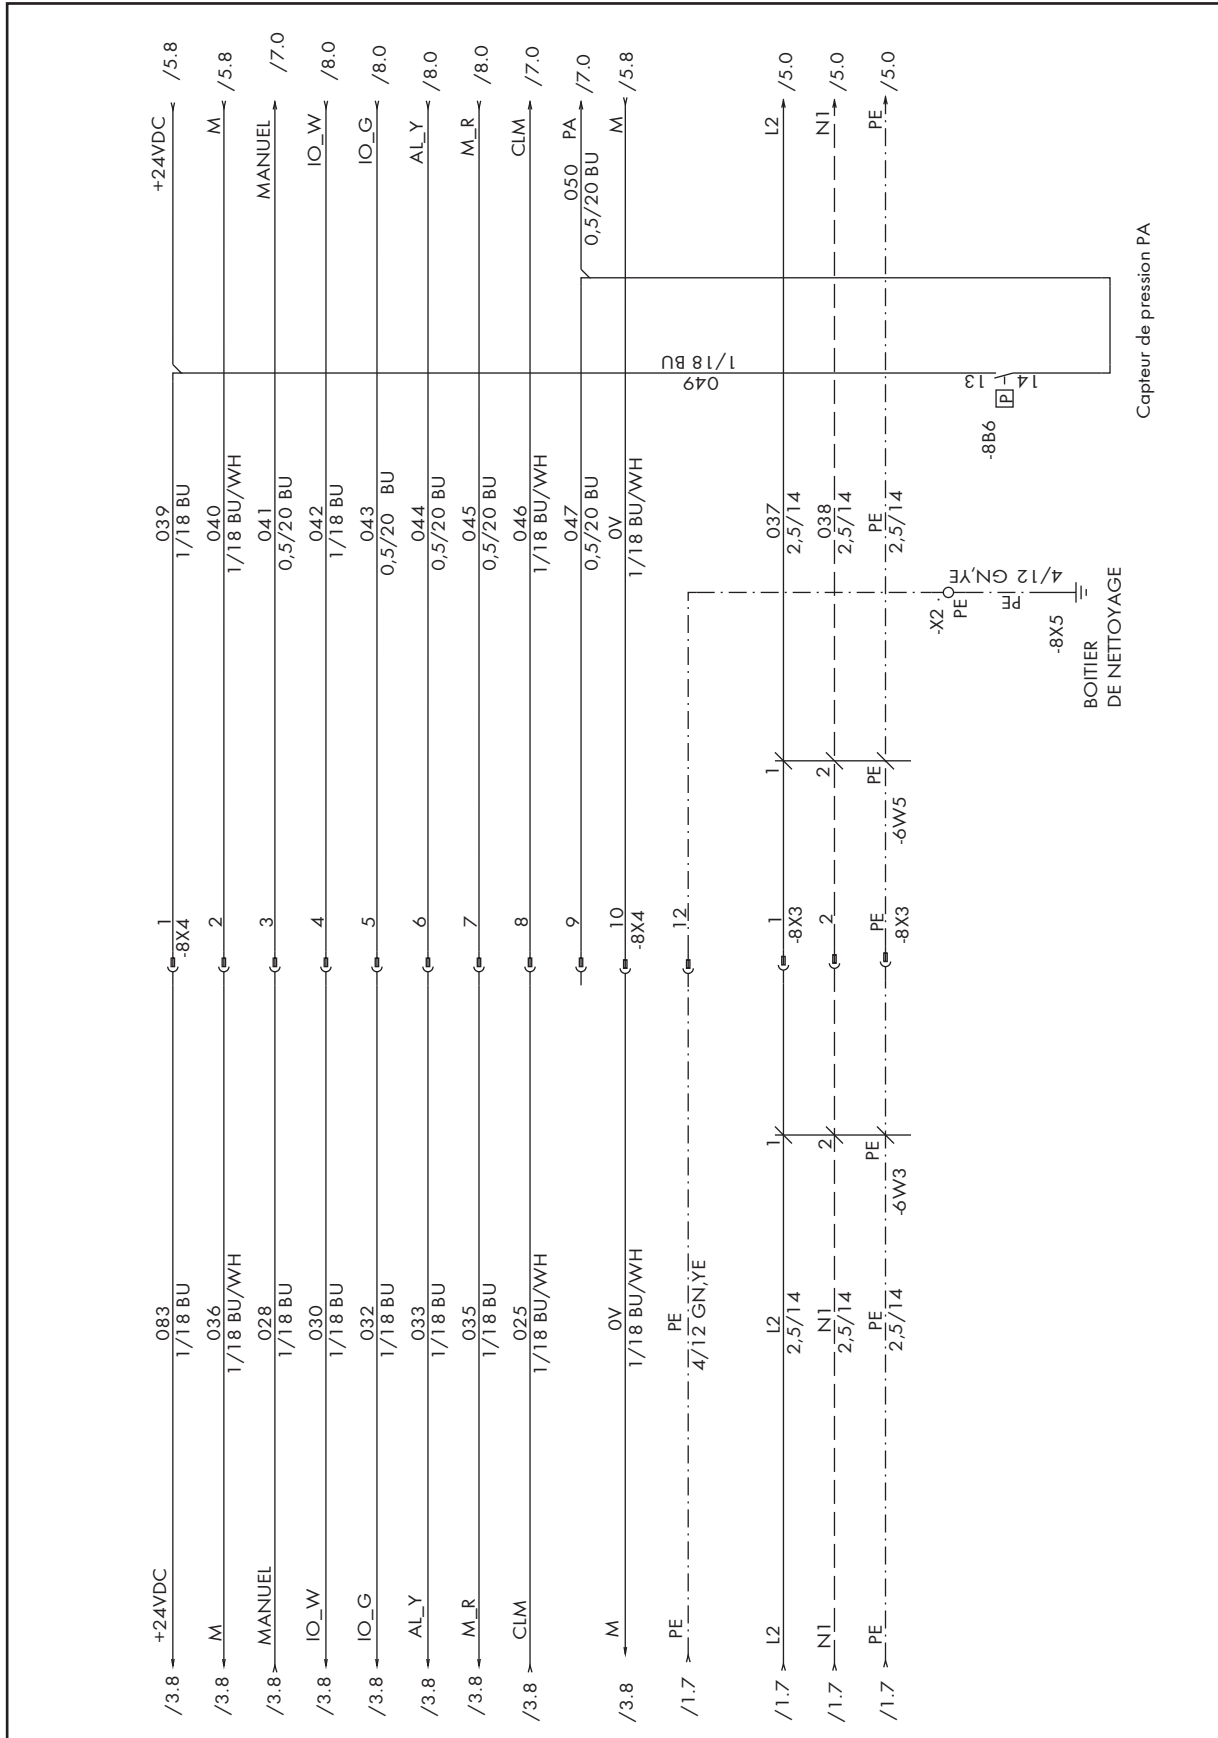 /3.8 +24VDC 083 1 039 +24VDC /5.8
1/18 BU -8X4 1/18 BU
/3.8 M 036 2 040 M /5.8
1/18 BU/WH 1/18 BU/WH
/3.8 MANUEL 028 3 041 MANUEL /7.0
1/18 BU 0,5/20 BU
/3.8 IO_W 030 4 042 IO_W /8.0
1/18 BU 1/18 BU
/3.8 IO_G 032 5 043 IO_G /8.0
1/18 BU 0,5/20 BU
/3.8 AL_Y 033 6 044 AL_Y /8.0
1/18 BU 0,5/20 BU
/3.8 M_R 035 7 045 M_R /8.0
1/18 BU 0,5/20 BU
/3.8 CLM 025 8 046 CLM /7.0
1/18 BU/WH 1/18 BU/WH
9 047 050 PA /7.0
0,5/20 BU 0,5/20 BU
/3.8 M 0V 10 0V M /5.8
1/18 BU/WH -8X4 1/18 BU/WH
1/18 BU
049
/1.7 PE PE 12
4/12 GN,YE
/1.7 L2 L2 1 1 1 037 L2 /5.0
2,5/14 -8X3 2,5/14
/1.7 N1 N1 2 2 2 038 N1 /5.0
2,5/14 2,5/14
/1.7 PE PE PE PE PE PE PE /5.0
2,5/14 -6W3 -8X3 -6W5 2,5/14
-X2
PE
4/12 GN,YE
PE
-8X5
BOITIER
DE NETTOYAGE
13
14
P
-8B6
Capteur de pression PA